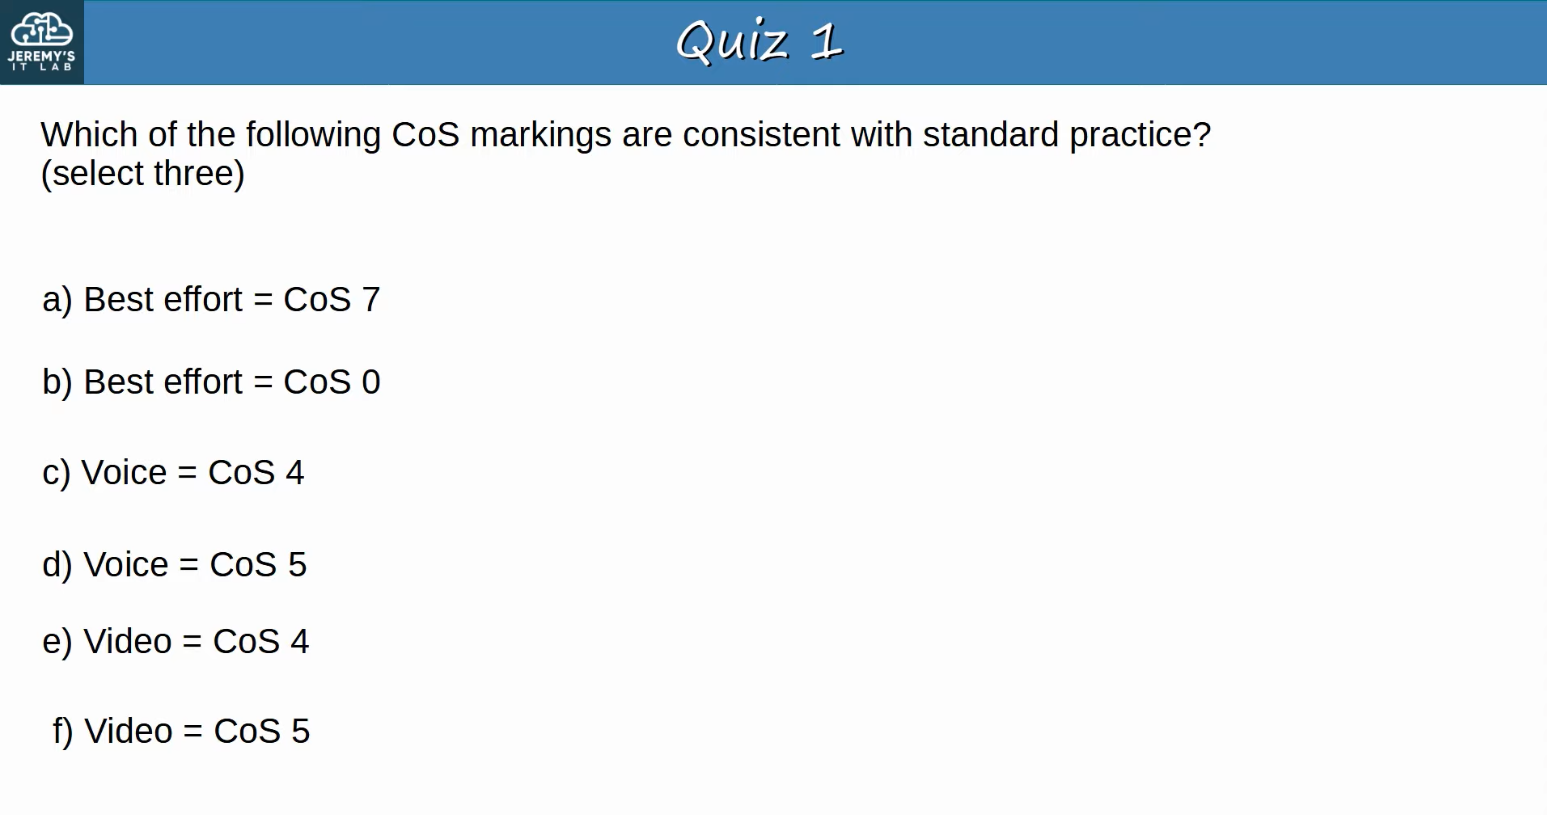 JEREMY'S
IT LAB
Quiz 1
Which of the following CoS markings are consistent with standard practice?
(select three)
a) Best effort = CoS 7
b) Best effort = CoS 0
c) Voice = CoS 4
d) Voice = CoS 5
e) Video = CoS 4
f) Video = CoS 5